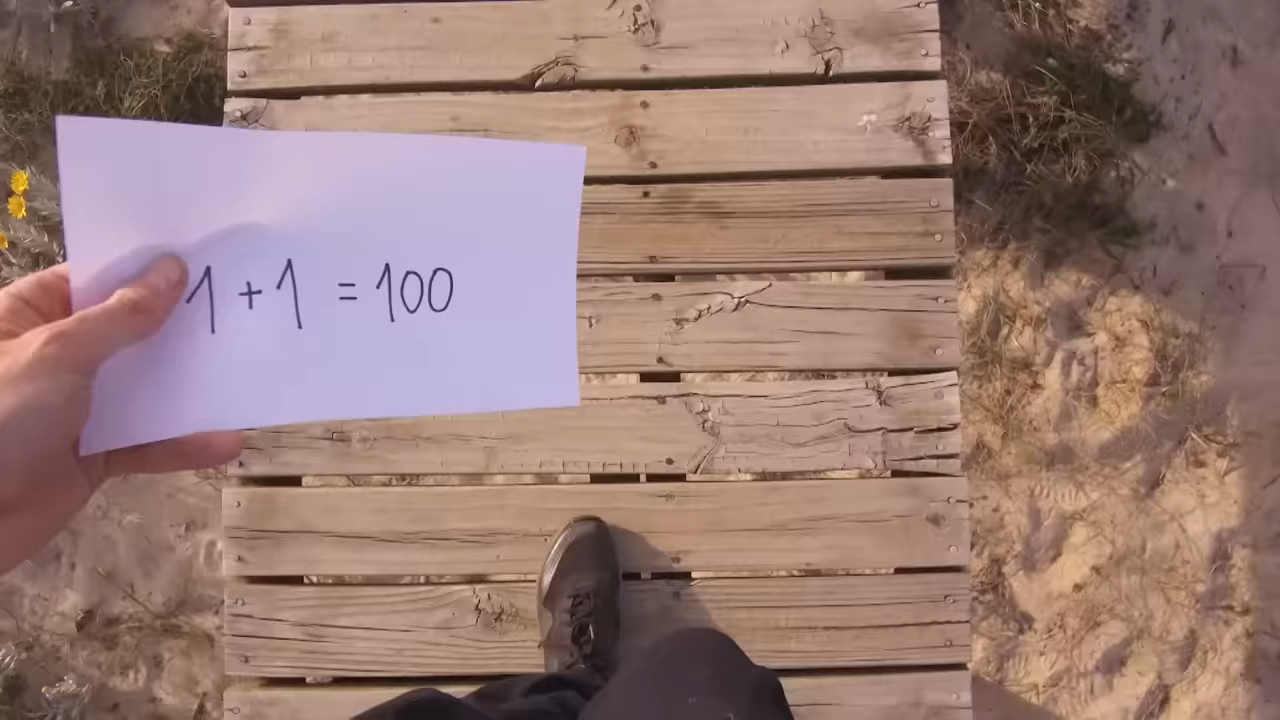 1 + 1 = 100